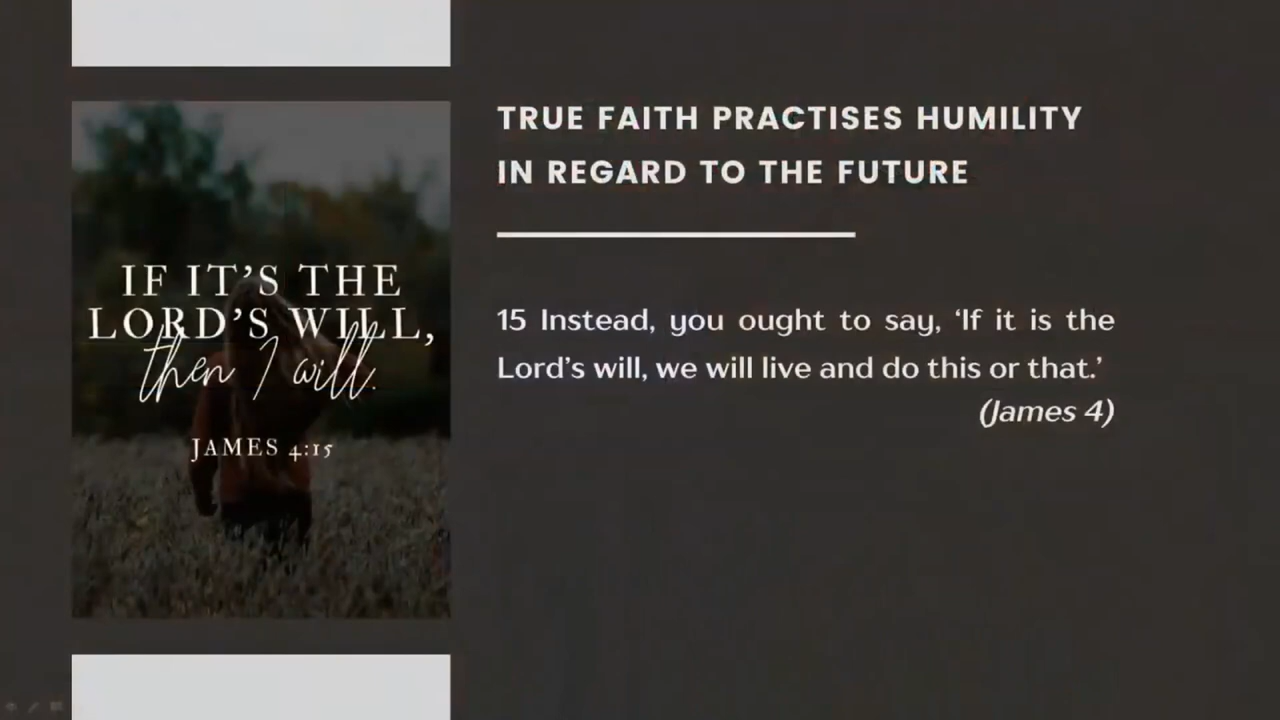 IF IT’S THE
LORD’S WILL,
then I will.
JAMES 4:15
TRUE FAITH PRACTISES HUMILITY
IN REGARD TO THE FUTURE
15 Instead, you ought to say, ‘If it is the
Lord’s will, we will live and do this or that.’
(James 4)